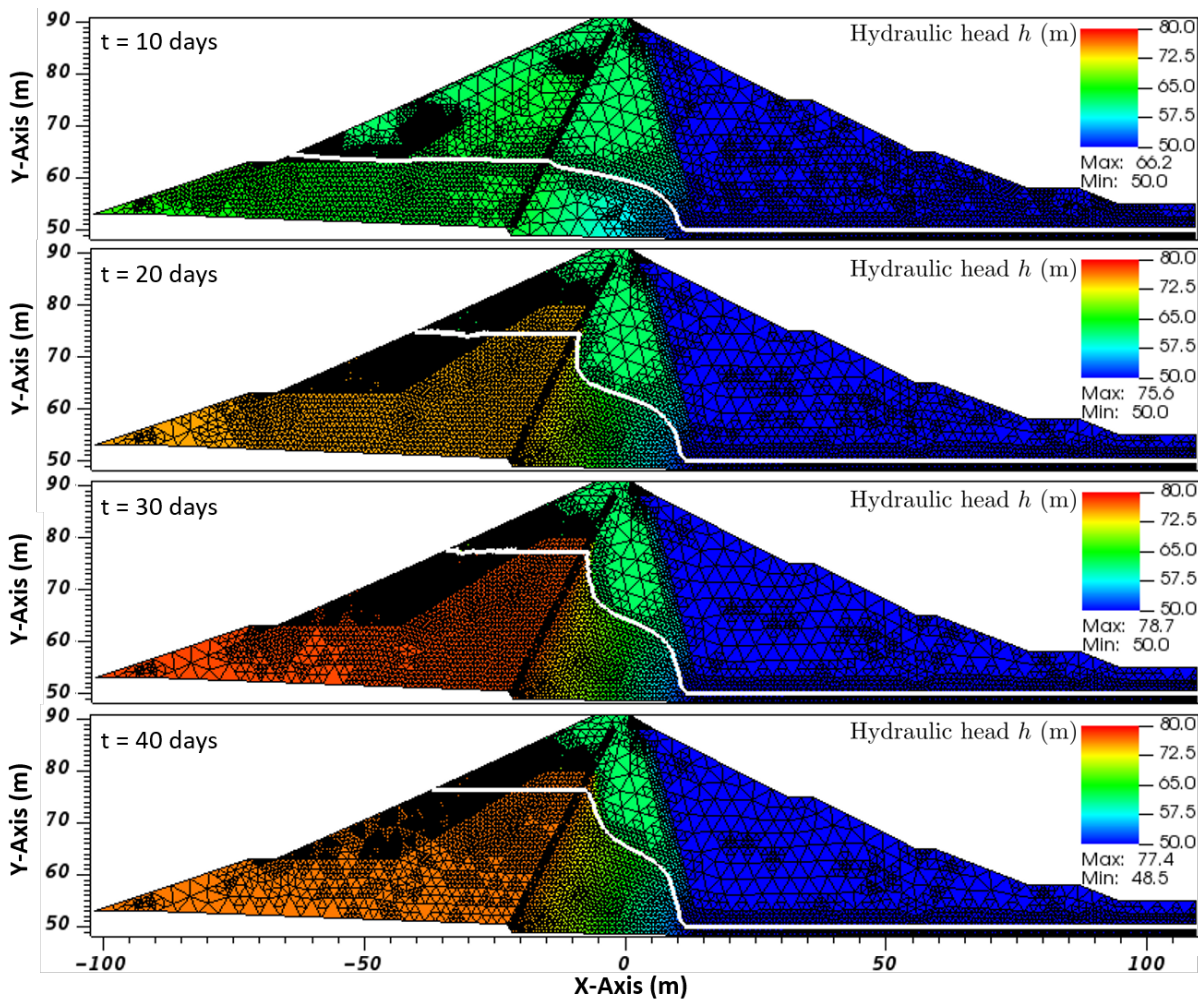 90
80
70
60
50
Y-Axis (m)
t = 10 days
Hydraulic head h (m)
80.0
72.5
65.0
57.5
50.0
Max: 66.2
Min: 50.0
90
80
70
60
50
Y-Axis (m)
t = 20 days
Hydraulic head h (m)
80.0
72.5
65.0
57.5
50.0
Max: 75.6
Min: 50.0
90
80
70
60
50
Y-Axis (m)
t = 30 days
Hydraulic head h (m)
80.0
72.5
65.0
57.5
50.0
Max: 78.7
Min: 50.0
90
80
70
60
50
Y-Axis (m)
t = 40 days
Hydraulic head h (m)
80.0
72.5
65.0
57.5
50.0
Max: 77.4
Min: 48.5
-100 -50 0 50 100
X-Axis (m)